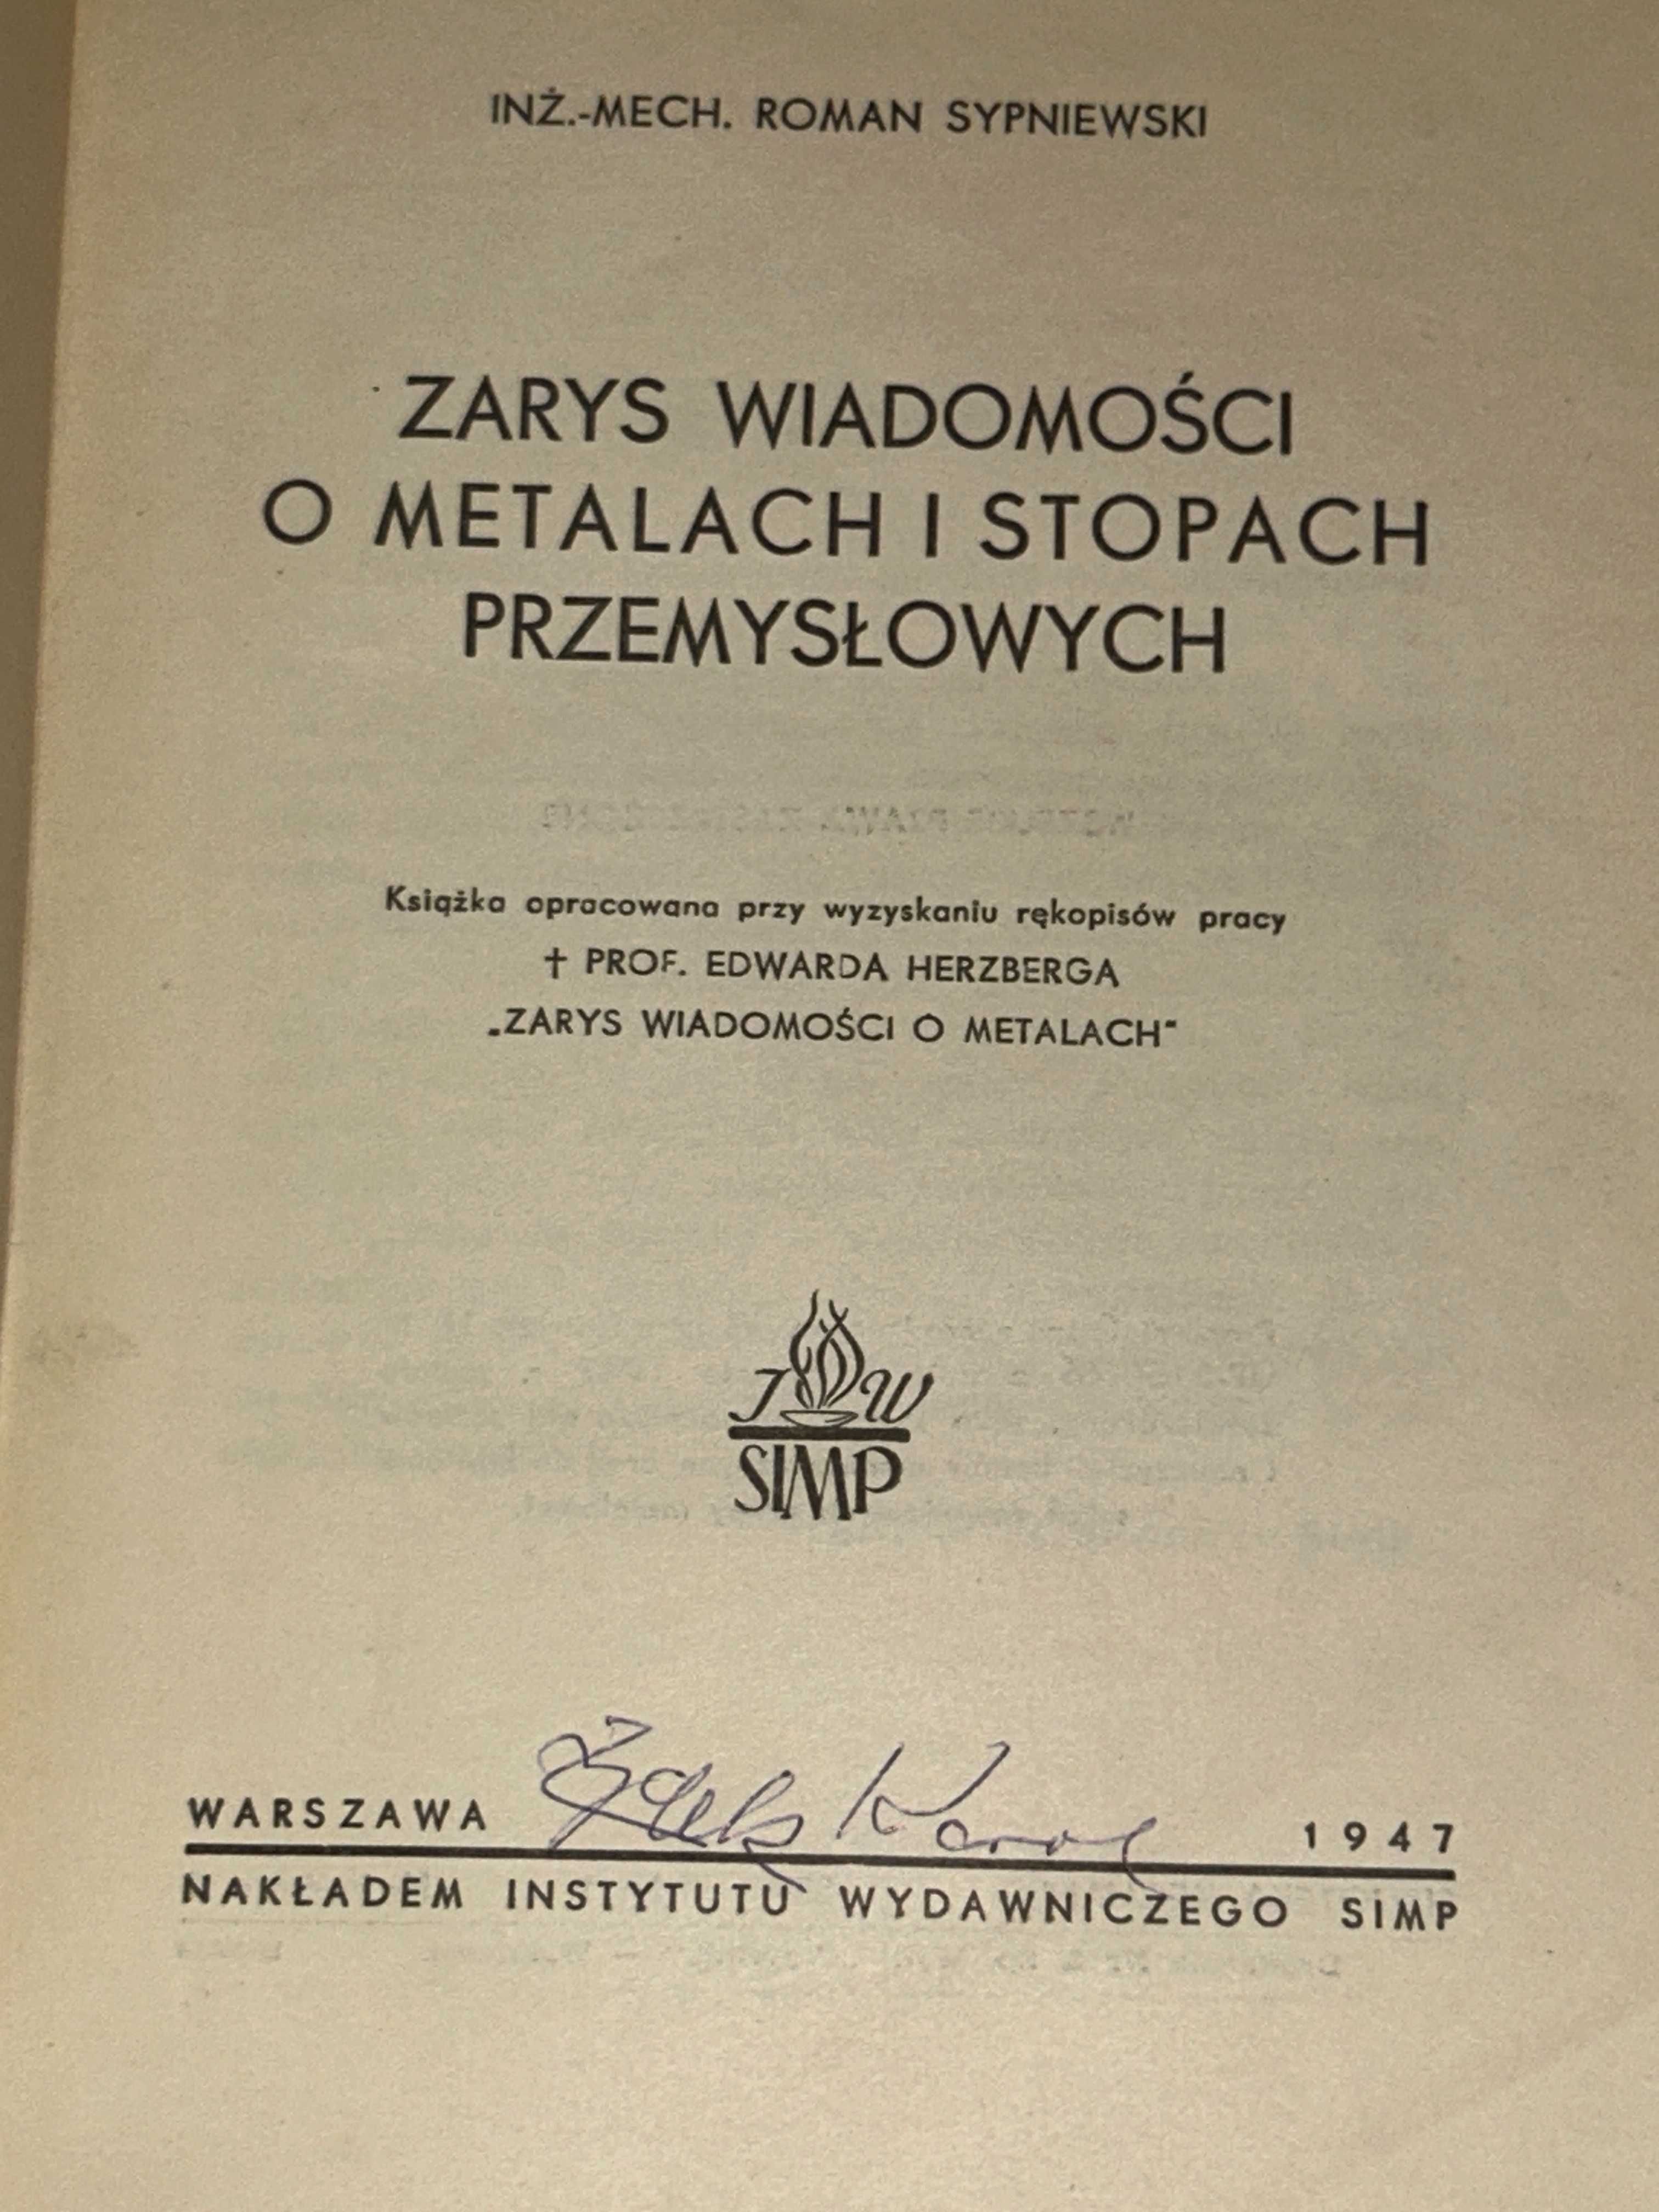 INŻ.-MECH. ROMAN SYPNIEWSKI
ZARYS WIADOMOŚCI
O METALACH I STOPACH
PRZEMYSŁOWYCH
Książka opracowana przy wyzyskaniu rękopisów pracy
† PROF. EDWARDA HERZBERGA
„ZARYS WIADOMOŚCI O METALACH"
I W
SIMP
WARSZAWA Karol 1947
NAKŁADEM INSTYTUTU WYDAWNICZEGO SIMP